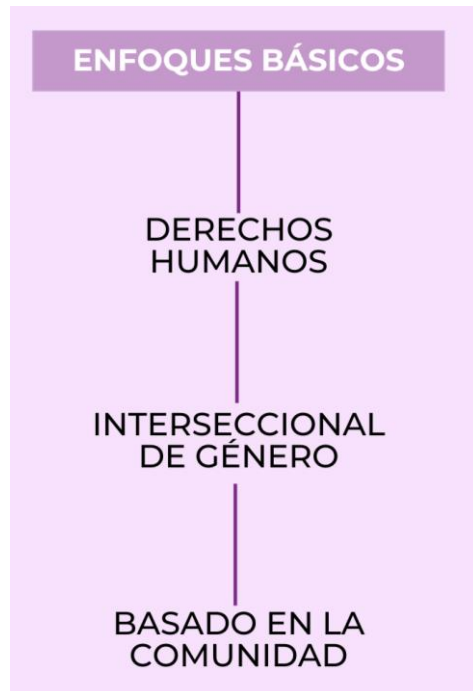 ENFOQUES BÁSICOS
DERECHOS
HUMANOS
INTERSECCIONAL
DE GÉNERO
BASADO EN LA
COMUNIDAD